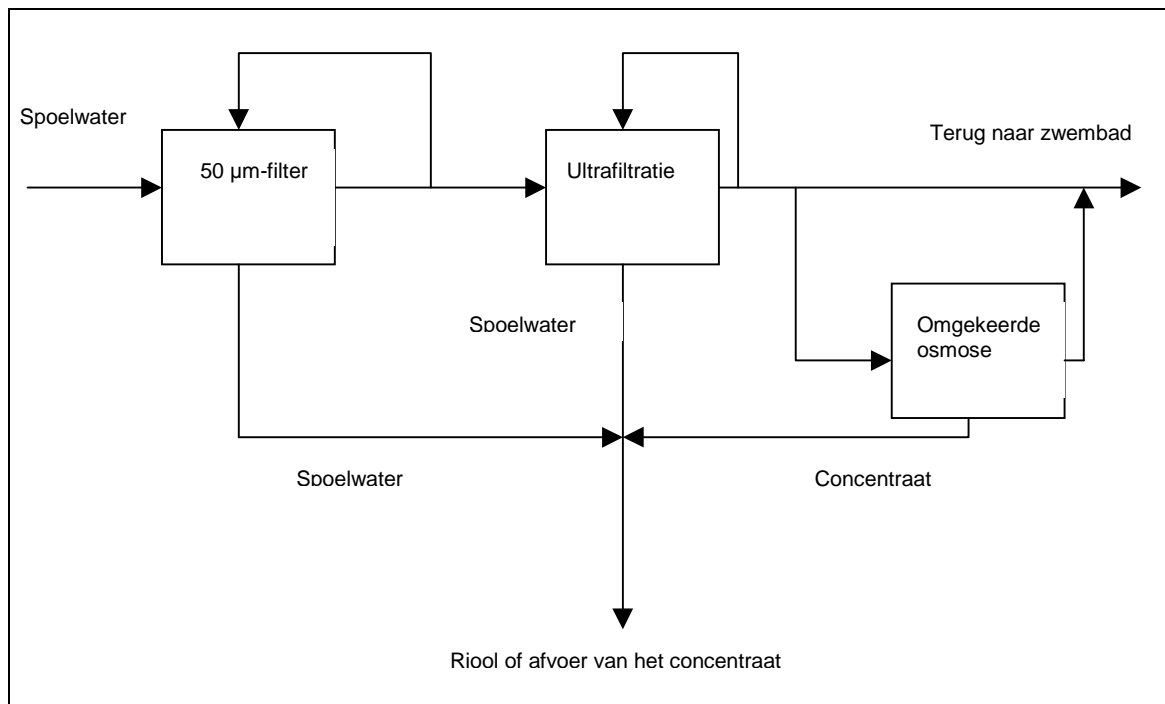 Spoelwater
50 µm-filter
Ultrafiltratie
Terug naar zwembad
Spoelwater
Omgekeerde
osmose
Spoelwater
Concentraat
Riool of afvoer van het concentraat